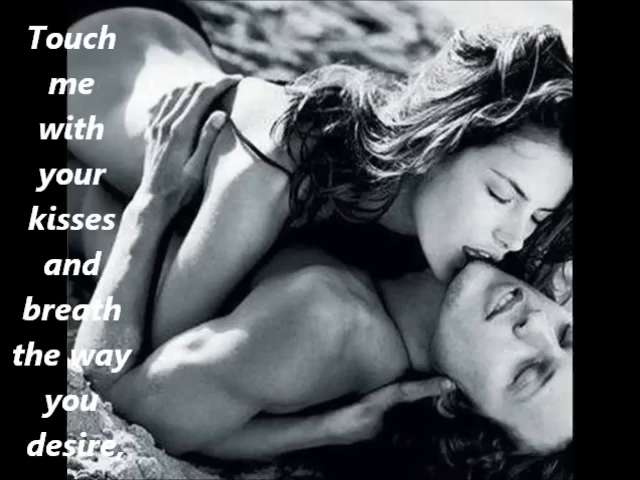 Touch
me
with
your
kisses
and
breath
the way
you
desire,